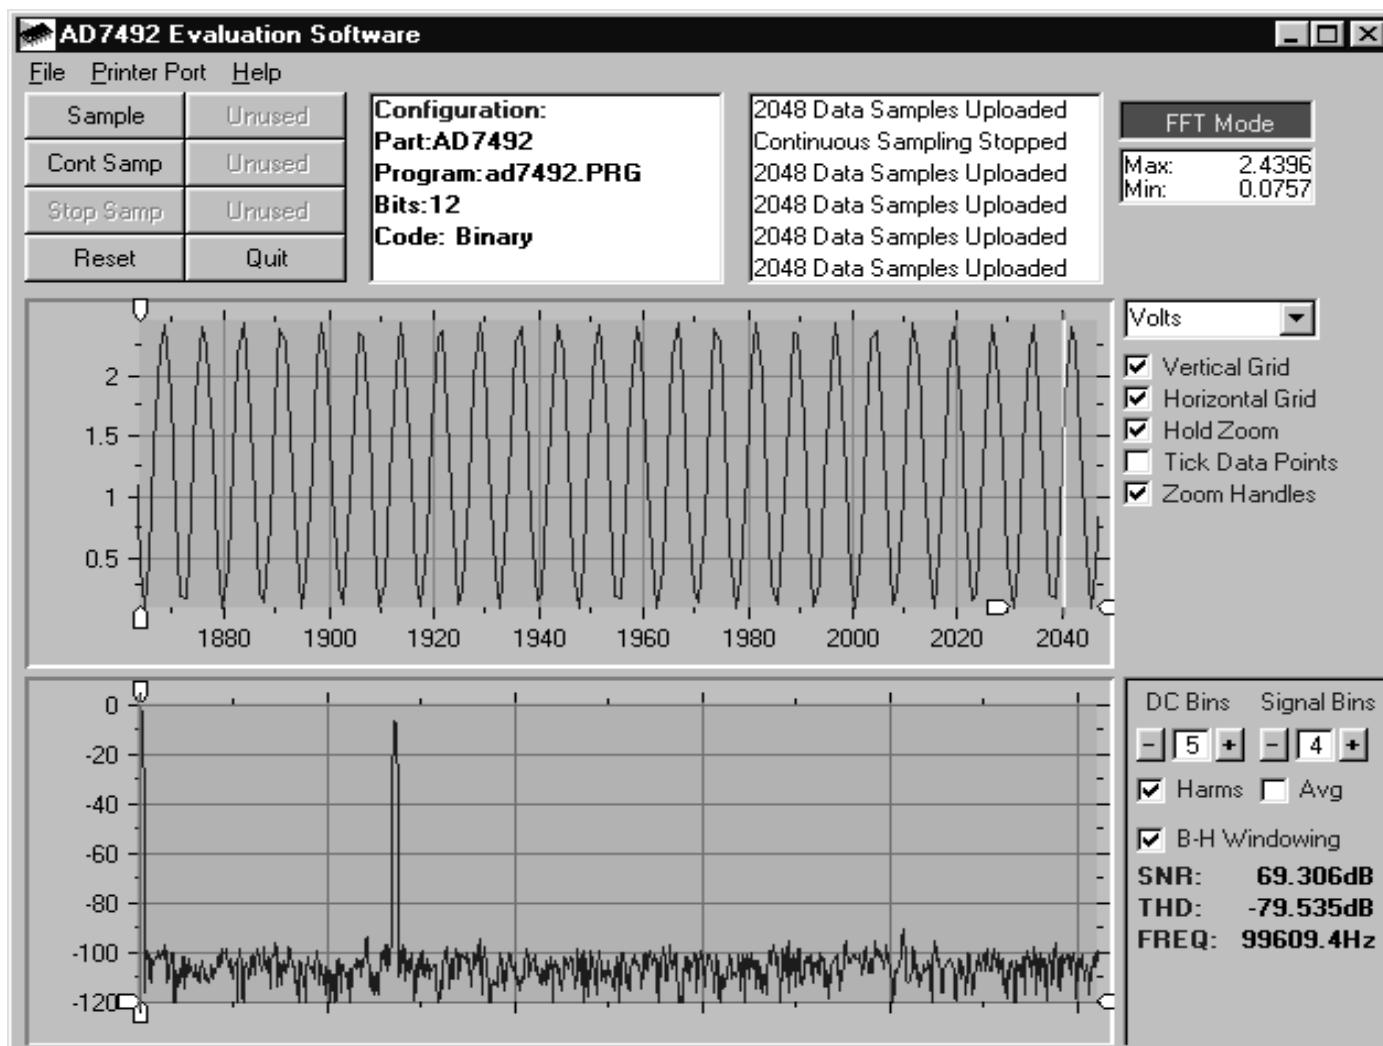 AD7492 Evaluation Software
File Printer Port Help
Sample Unused
Cont Samp Unused
Stop Samp Unused
Reset Quit
Configuration:
Part:AD7492
Program:ad7492.PRG
Bits:12
Code: Binary
2048 Data Samples Uploaded
Continuous Sampling Stopped
2048 Data Samples Uploaded
2048 Data Samples Uploaded
2048 Data Samples Uploaded
2048 Data Samples Uploaded
FFT Mode
Max: 2.4396
Min: 0.0757
2
1.5
1
0.5
1880 1900 1920 1940 1960 1980 2000 2020 2040
Volts
Vertical Grid
Horizontal Grid
Hold Zoom
Tick Data Points
Zoom Handles
0
-20
-40
-60
-80
-100
-120
DC Bins Signal Bins
- 5 + - 4 +
Harms Avg
B-H Windowing
SNR: 69.306dB
THD: -79.535dB
FREQ: 99609.4Hz